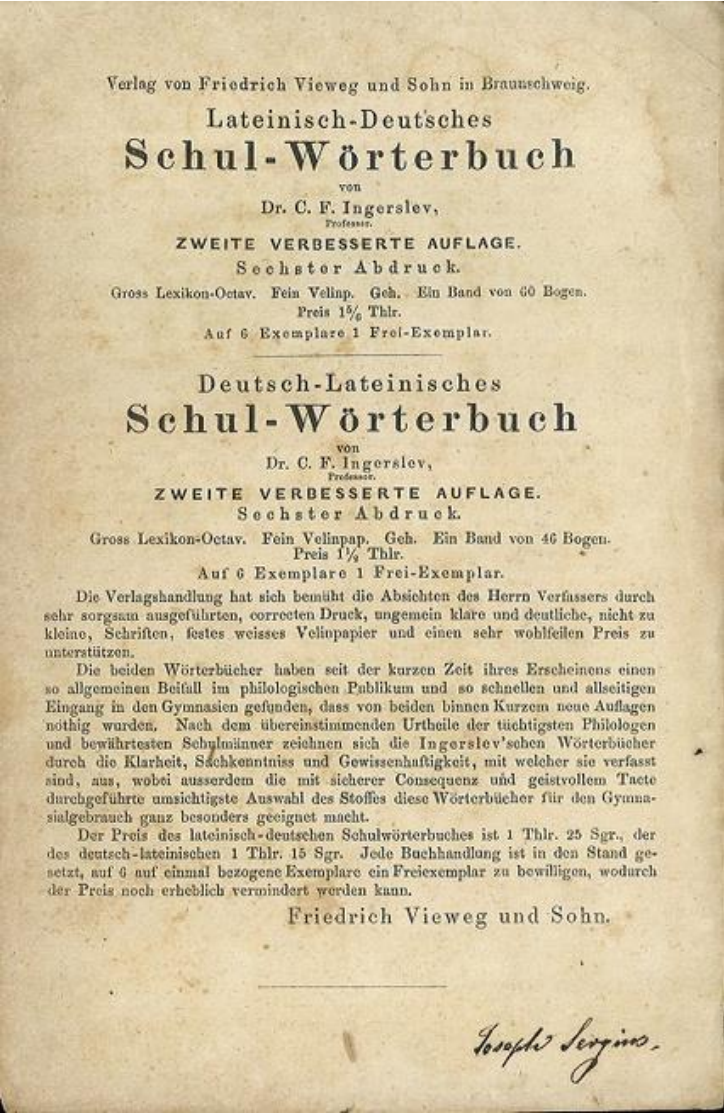 Verlag von Friedrich Vieweg und Sohn in Braunschweig.
Lateinisch-Deutsches
Schul-Wörterbuch
von
Dr. C. F. Ingerslev,
Professor.
ZWEITE VERBESSERTE AUFLAGE.
Sechster Abdruck.
Gross Lexikon-Octav. Fein Velinp. Geh. Ein Band von 60 Bogen.
Preis 1⅚ Thlr.
Auf 6 Exemplare 1 Frei-Exemplar.
Deutsch-Lateinisches
Schul-Wörterbuch
von
Dr. C. F. Ingerslev,
Professor.
ZWEITE VERBESSERTE AUFLAGE.
Sechster Abdruck.
Gross Lexikon-Octav. Fein Velinpap. Geh. Ein Band von 46 Bogen.
Preis 1½ Thlr.
Auf 6 Exemplare 1 Frei-Exemplar.
Die Verlagshandlung hat sich bemüht die Absichten des Herrn Verfassers durch
sehr sorgsam ausgeführten, correcten Druck, ungemein klare und deutliche, nicht zu
kleine, Schriften, festes weisses Velinpapier und einen sehr wohlfeilen Preis zu
unterstützen.
Die beiden Wörterbücher haben seit der kurzen Zeit ihres Erscheinens einen
so allgemeinen Beifall im philologischen Publikum und so schnellen und allseitigen
Eingang in den Gymnasien gefunden, dass von beiden binnen Kurzem neue Auflagen
nöthig wurden. Nach dem übereinstimmenden Urtheile der tüchtigsten Philologen
und bewährtesten Schulmänner zeichnen sich die Ingerslev'schen Wörterbücher
durch die Klarheit, Sachkenntniss und Gewissenhaftigkeit, mit welcher sie verfasst
sind, aus, wobei ausserdem die mit sicherer Consequenz und geistvollem Tacte
durchgeführte umsichtigste Auswahl des Stoffes diese Wörterbücher für den Gymna-
sialgebrauch ganz besonders geeignet macht.
Der Preis des lateinisch-deutschen Schulwörterbuches ist 1 Thlr. 25 Sgr., der
des deutsch-lateinischen 1 Thlr. 15 Sgr. Jede Buchhandlung ist in den Stand ge-
setzt, auf 6 auf einmal bezogene Exemplare ein Freiexemplar zu bewilligen, wodurch
der Preis noch erheblich vermindert werden kann.
Friedrich Vieweg und Sohn.
Joseph